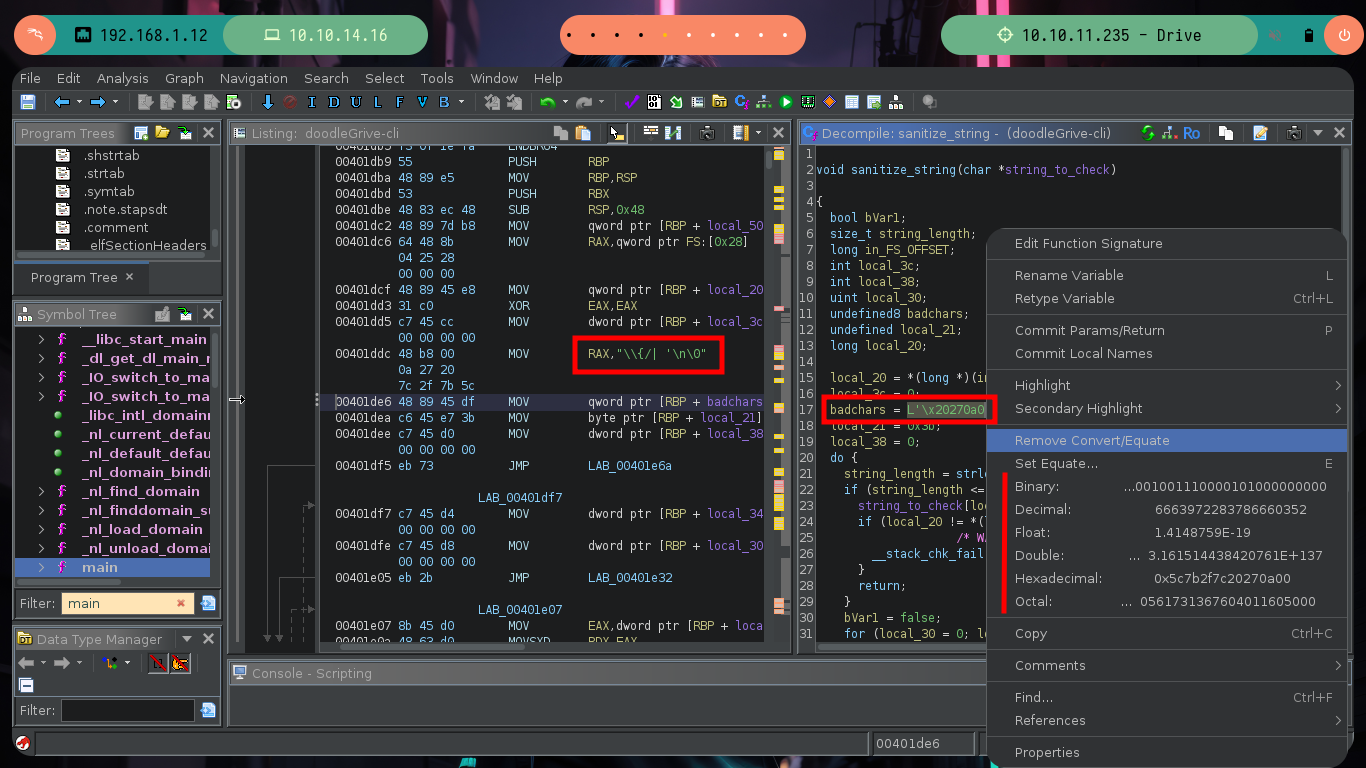 192.168.1.12
10.10.14.16
10.10.11.235 - Drive
File Edit Analysis Graph Navigation Search Select Tools Window Help
I D U L F V B
Program Trees
.shstrtab
.strtab
.symtab
.note.stapsdt
.comment
_elfSectionHeaders
Program Tree
Symbol Tree
__libc_start_main
_dl_get_dl_main_
_IO_switch_to_ma
_IO_switch_to_ma
_libc_intl_domain
_nl_current_defau
_nl_default_defau
_nl_domain_bindin
_nl_find_domain
_nl_finddomain_s
_nl_load_domain
_nl_unload_domai
main
Filter: main
Data Type Manager
Filter:
Listing: doodleGrive-cli
00401db5 f3 0f 1e fa ENDBR64
00401db9 55 PUSH RBP
00401dba 48 89 e5 MOV RBP,RSP
00401dbd 53 PUSH RBX
00401dbe 48 83 ec 48 SUB RSP,0x48
00401dc2 48 89 7d b8 MOV qword ptr [RBP + local_50
00401dc6 64 48 8b MOV RAX,qword ptr FS:[0x28]
04 25 28
00 00 00
00401dcf 48 89 45 e8 MOV qword ptr [RBP + local_20
00401dd3 31 c0 XOR EAX,EAX
00401dd5 c7 45 cc MOV dword ptr [RBP + local_3c
00 00 00 00
00401ddc 48 b8 00 MOV RAX,"\\{/| '\n\0"
0a 27 20
7c 2f 7b 5c
00401de6 48 89 45 df MOV qword ptr [RBP + badchars
00401dea c6 45 e7 3b MOV byte ptr [RBP + local_21]
00401dee c7 45 d0 MOV dword ptr [RBP + local_38
00 00 00 00
00401df5 eb 73 JMP LAB_00401e6a
LAB_00401df7
00401df7 c7 45 d4 MOV dword ptr [RBP + local_34
00 00 00 00
00401dfe c7 45 d8 MOV dword ptr [RBP + local_30
00 00 00 00
00401e05 eb 2b JMP LAB_00401e32
LAB_00401e07
00401e07 8b 45 d0 MOV EAX,dword ptr [RBP + loca
00401e0a 48 63 d0 MOVSXD RDX,EAX
Decompile: sanitize_string - (doodleGrive-cli)
Ro
1
2 void sanitize_string(char *string_to_check)
3
4 {
5 bool bVar1;
6 size_t string_length;
7 long in_FS_OFFSET;
8 int local_3c;
9 int local_38;
10 uint local_30;
11 undefined8 badchars;
12 undefined local_21;
13 long local_20;
14
15 local_20 = *(long *)(in
16 local_3c = 0;
17 badchars = L'\x20270a0
18 local_21 = 0x3b;
19 local_38 = 0;
20 do {
21 string_length = strl
22 if (string_length <=
23 string_to_check[loc
24 if (local_20 != *(l
25 /* WA
26 __stack_chk_fail
27 }
28 return;
29 }
30 bVar1 = false;
31 for (local_30 = 0; l
Edit Function Signature
Rename Variable L
Retype Variable Ctrl+L
Commit Params/Return P
Commit Local Names
Highlight
Secondary Highlight
Remove Convert/Equate
Set Equate... E
Binary: ...001001110000101000000000
Decimal: 6663972283786660352
Float: 1.4148759E-19
Double: ... 3.161514438420761E+137
Hexadecimal: 0x5c7b2f7c20270a00
Octal: ... 0561731367604011605000
Copy Ctrl+C
Comments
Find... Ctrl+F
References
Properties
Console - Scripting
00401de6